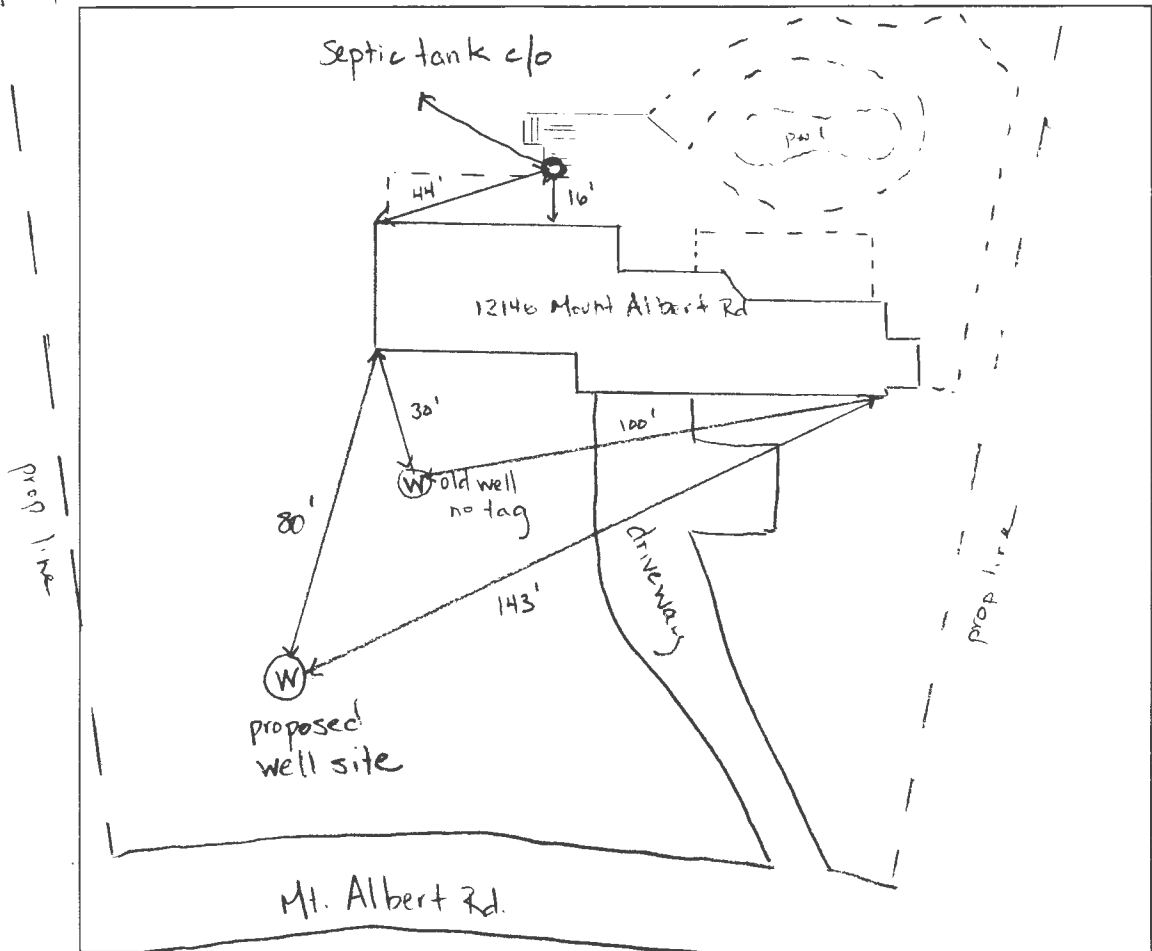 Septic tank c/o
pool
44'
16'
12146 Mount Albert Rd
30'
100'
W
old well
no tag
80'
prop line
143'
driveway
prop line
W
proposed
well site
Mt. Albert Rd.